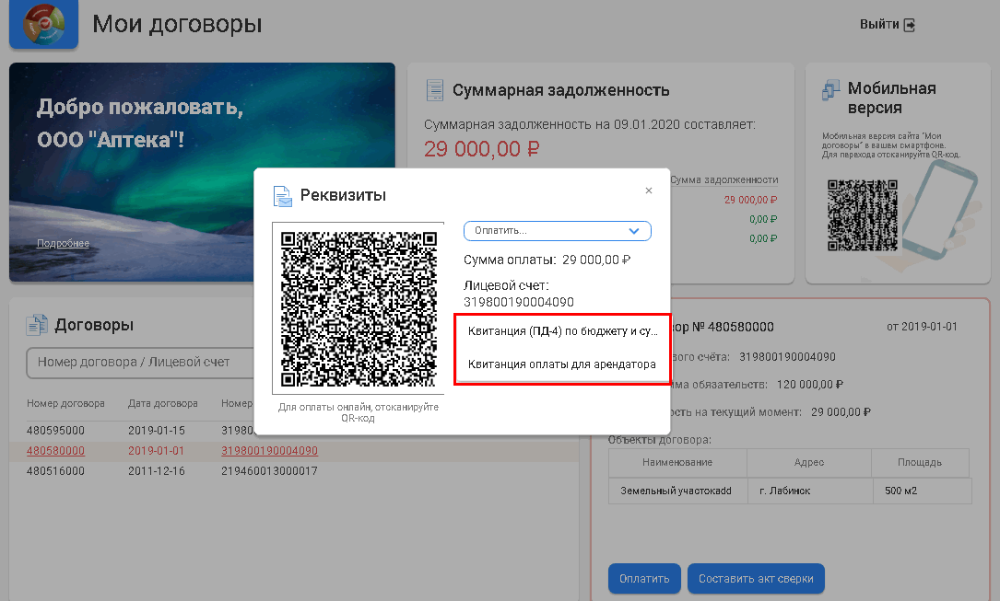 Мои договоры
Выйти
Добро пожаловать,
ООО "Аптека"!
Подробнее
Суммарная задолженность
Суммарная задолженность на 09.01.2020 составляет:
29 000,00 ₽
Сумма задолженности
29 000,00 ₽
0,00 ₽
0,00 ₽
Мобильная
версия
Мобильная версия сайта "Мои
договоры" в вашем смартфоне.
Для перехода отсканируйте QR-код.
Реквизиты
×
Оплатить...
Сумма оплаты: 29 000,00 ₽
Лицевой счет:
319800190004090
Квитанция (ПД-4) по бюджету и су...
Квитанция оплаты для арендатора
Для оплаты онлайн, отсканируйте
QR-код
Договоры
Номер договора / Лицевой счет
Номер договора Дата договора Номер
480595000 2019-01-15 31980
480580000 2019-01-01 319800190004090
480516000 2011-12-16 219460013000017
ор № 480580000 от 2019-01-01
вого счёта: 319800190004090
ма обязательств: 120 000,00 ₽
ость на текущий момент: 29 000,00 ₽
Объекты договора:
Наименование Адрес Площадь
Земельный участокadd г. Лабинск 500 м2
Оплатить Составить акт сверки